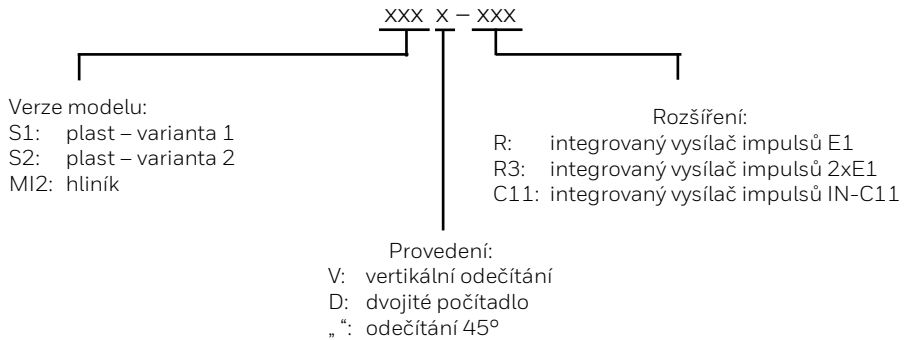 xxx x – xxx
Verze modelu:
S1: plast – varianta 1
S2: plast – varianta 2
MI2: hliník
Rozšíření:
R: integrovaný vysílač impulsů E1
R3: integrovaný vysílač impulsů 2xE1
C11: integrovaný vysílač impulsů IN-C11
Provedení:
V: vertikální odečítání
D: dvojité počítadlo
„ “: odečítání 45°